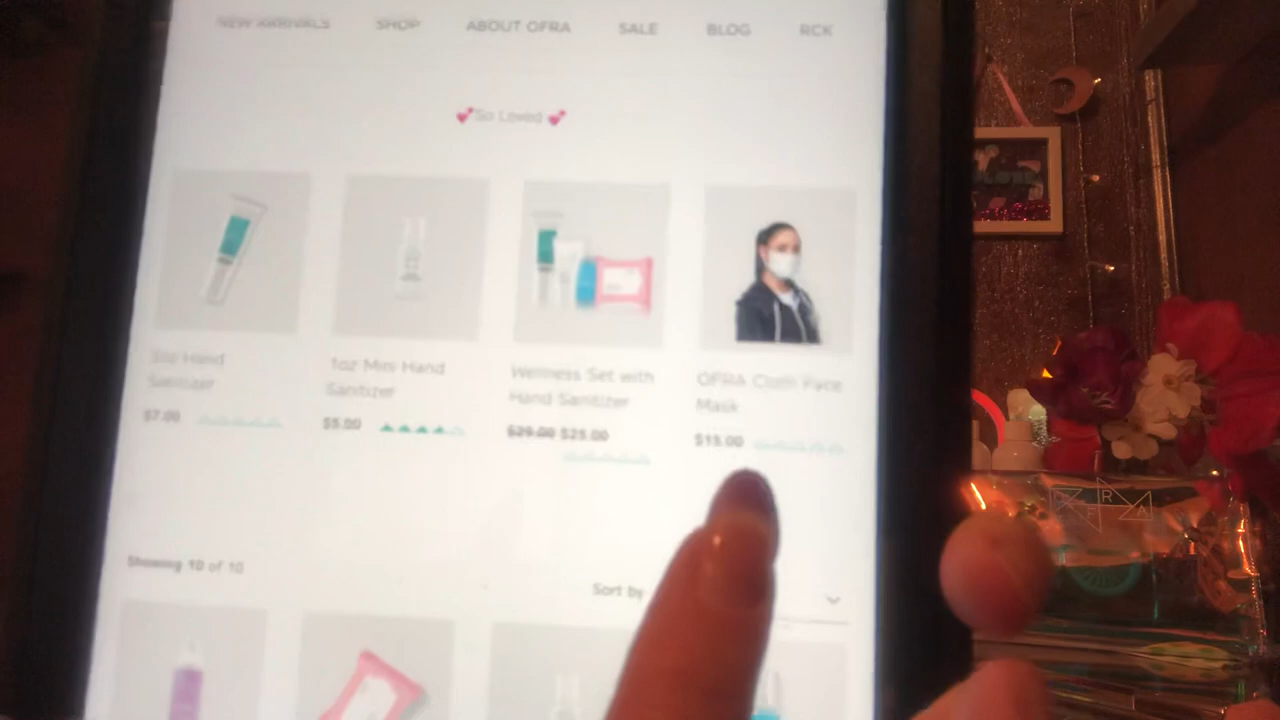 NEW ARRIVALS SHOP ABOUT OFRA SALE BLOG RCK
💕 So Loved 💕
Hand
Sanitizer
$7.00
1oz Mini Hand
Sanitizer
$5.00
Wellness Set with
Hand Sanitizer
$29.00 $25.00
OFRA Cloth Face
Mask
$15.00
Showing 10 of 10
Sort by